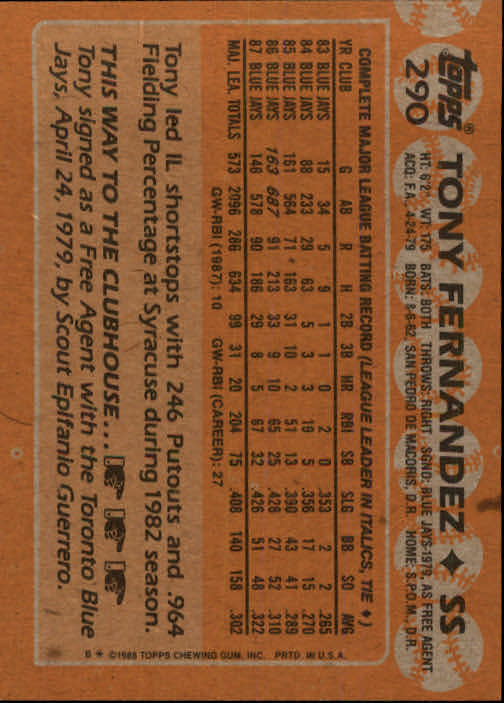 topps®
290
TONY FERNANDEZ ♦ SS
HT: 6'2" WT: 175 BATS: BOTH THROWS: RIGHT SGND: BLUE JAYS-1979, AS FREE AGENT
ACQ: F.A., 4-24-79 BORN: 8-6-62, SAN PEDRO DE MACORIS, D.R. HOME: S.P.O.M., D.R.
COMPLETE MAJOR LEAGUE BATTING RECORD (LEAGUE LEADER IN ITALICS, TIE ♦)
YR CLUB G AB R H 2B 3B HR RBI SB SLG BB SO AVG
83 BLUE JAYS 15 34 5 9 1 1 0 2 0 .353 2 2 .265
84 BLUE JAYS 88 233 29 63 5 3 3 19 5 .356 17 15 .270
85 BLUE JAYS 161 564 71 163 31 10 2 51 13 .390 43 41 .289
86 BLUE JAYS 163 687 91 213 33 9 10 65 25 .428 27 52 .310
87 BLUE JAYS 146 578 90 186 29 8 5 67 32 .426 51 48 .322
MAJ. LEA. TOTALS 573 2096 286 634 99 31 20 204 75 .408 140 158 .302
GW-RBI (1987): 10 GW-RBI (CAREER): 27
Tony led IL shortstops with 246 Putouts and .964
Fielding Percentage at Syracuse during 1982 season.
THIS WAY TO THE CLUBHOUSE...
Tony signed as a Free Agent with the Toronto Blue
Jays, April 24, 1979, by Scout Epifanio Guerrero.
B * ©1988 TOPPS CHEWING GUM, INC. PRTD. IN U.S.A.